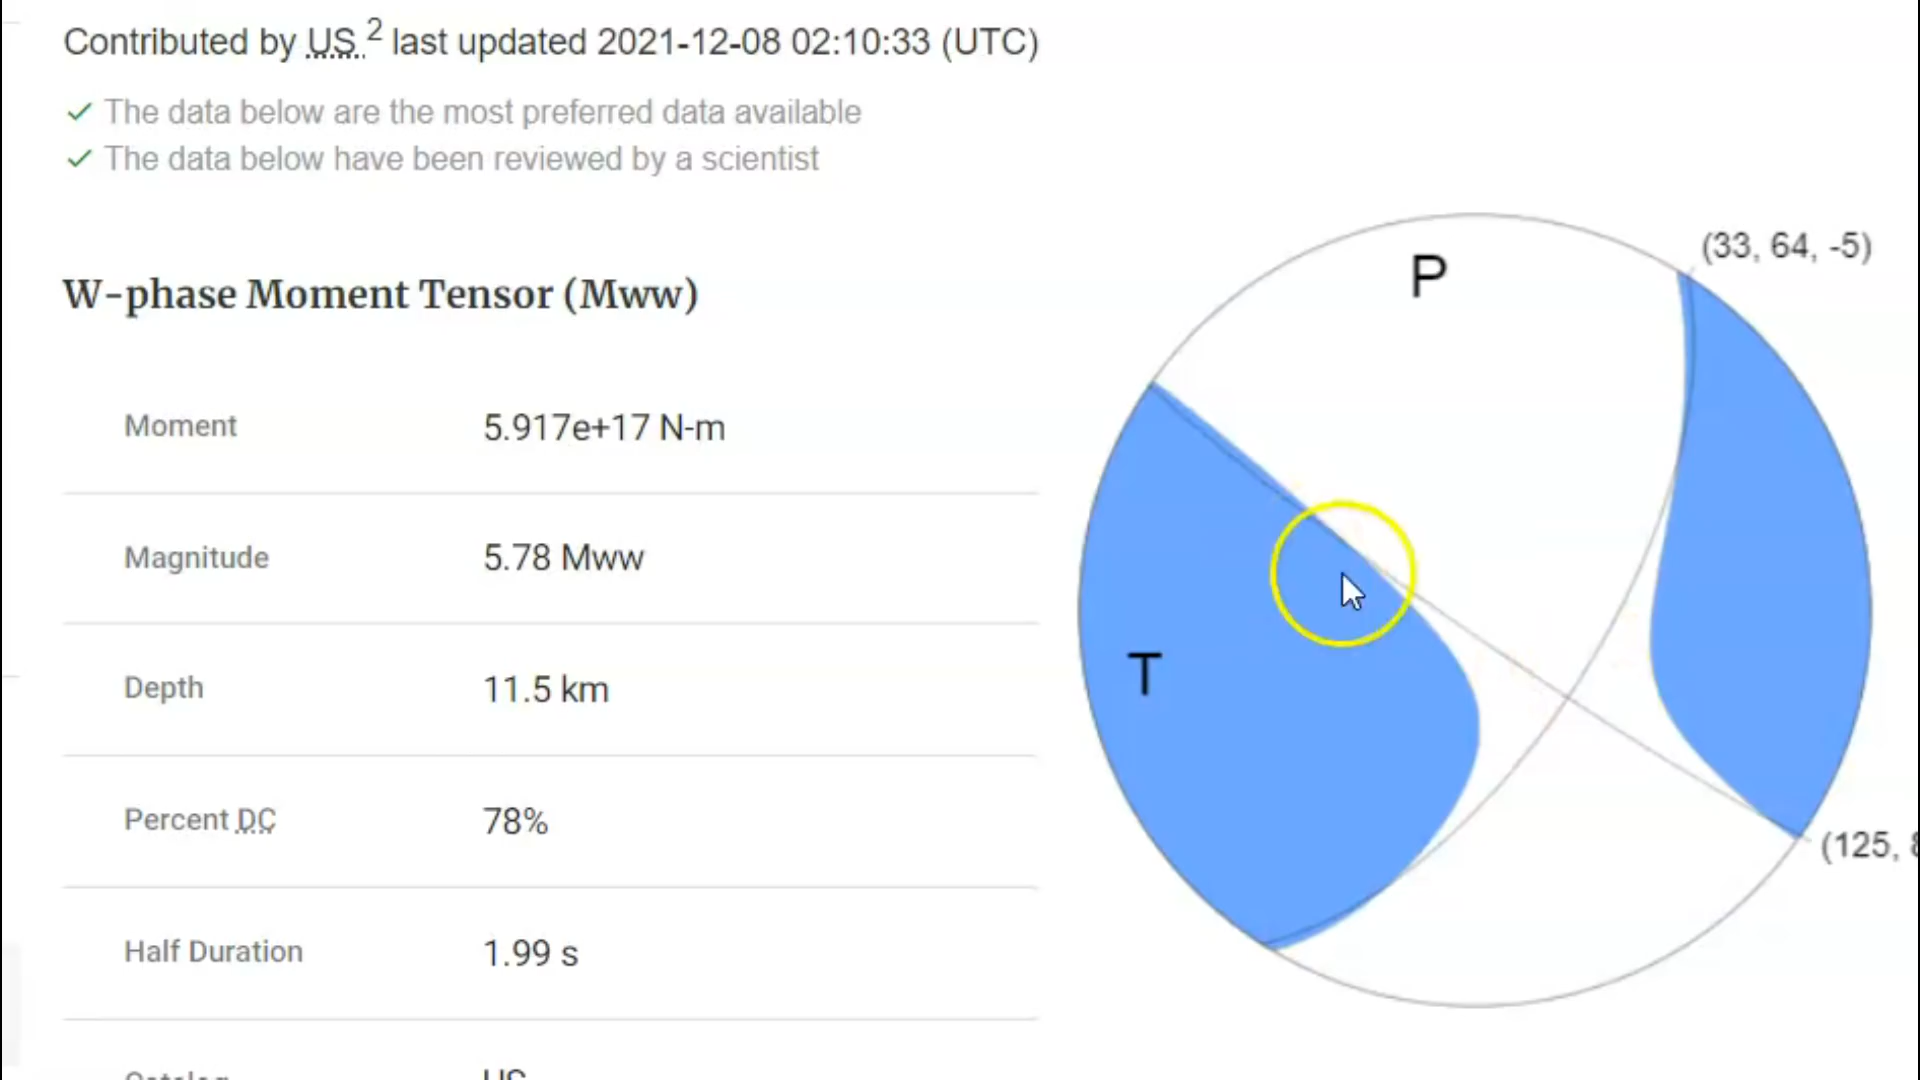 Contributed by US 2 last updated 2021-12-08 02:10:33 (UTC)
✓ The data below are the most preferred data available
✓ The data below have been reviewed by a scientist
W-phase Moment Tensor (Mww)
Moment 5.917e+17 N-m
Magnitude 5.78 Mww
Depth 11.5 km
Percent DC 78%
Half Duration 1.99 s
P
(33, 64, -5)
T
(125,